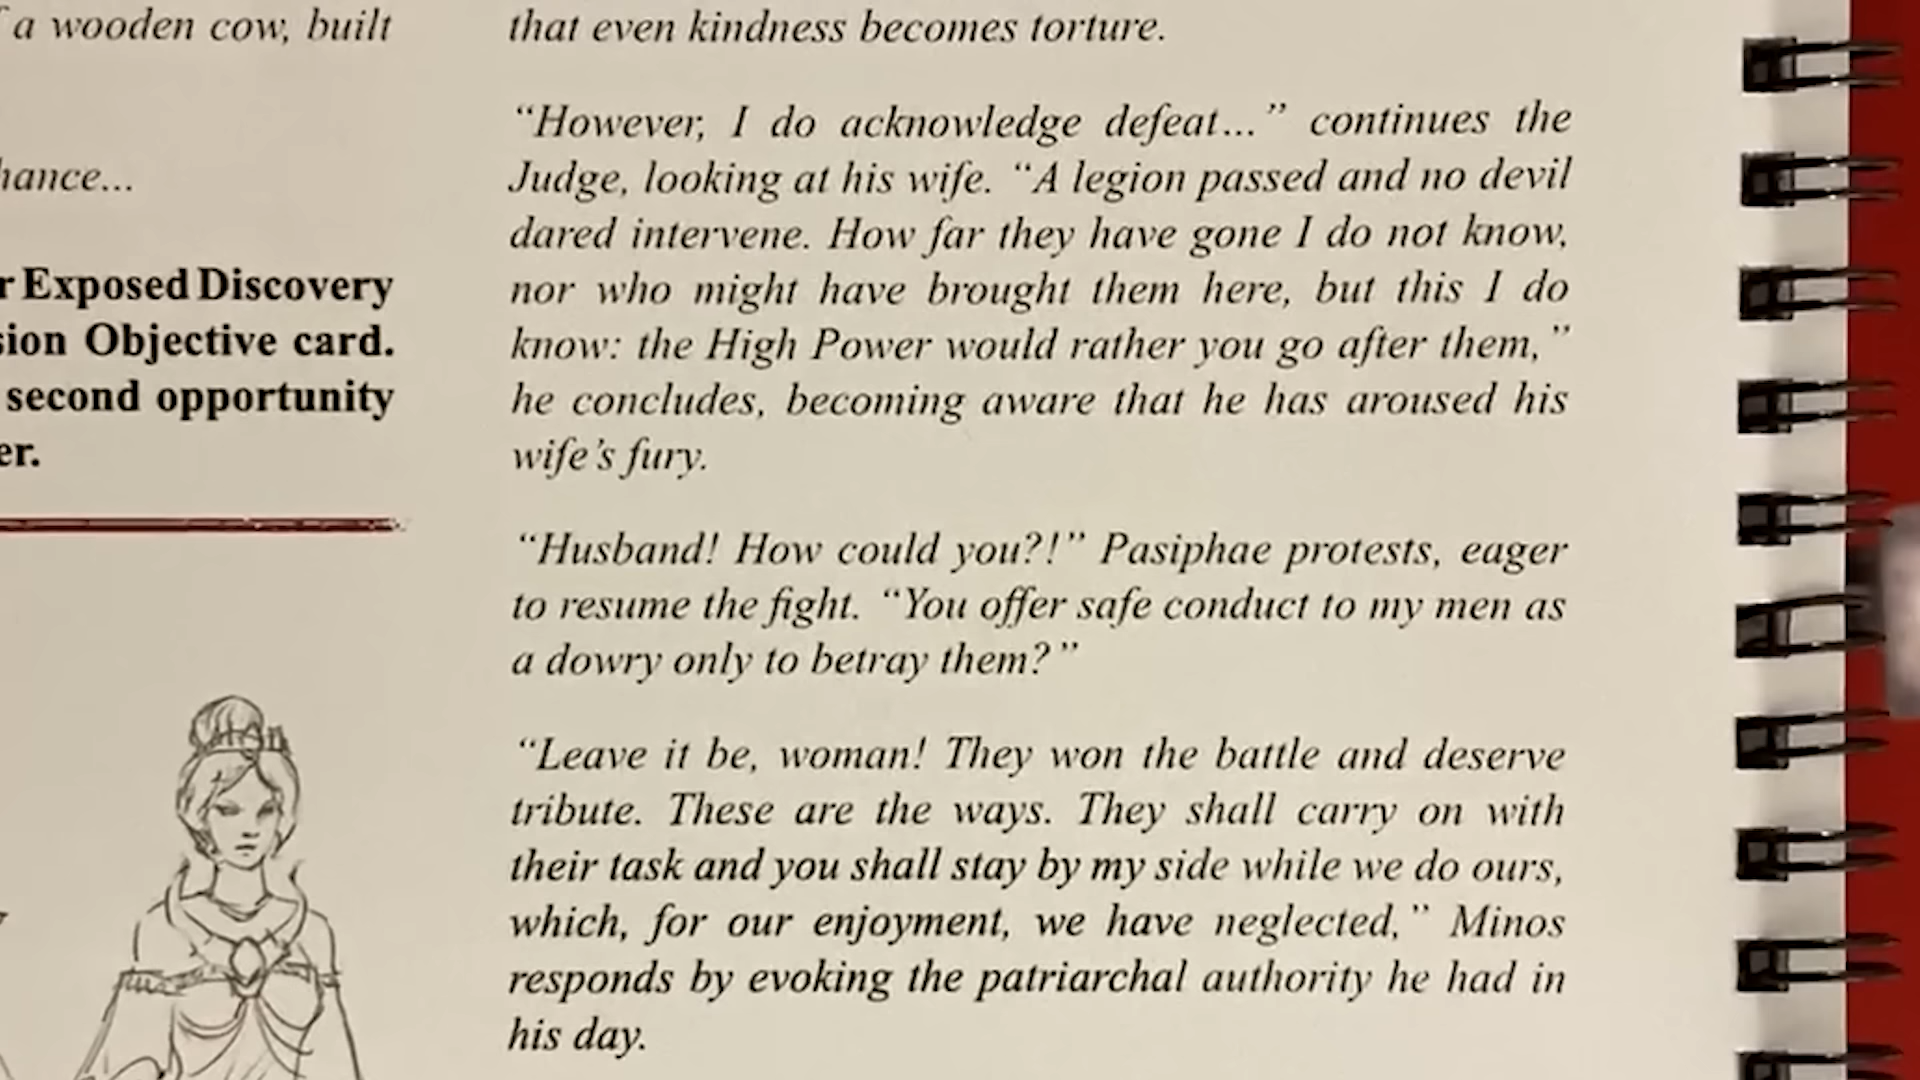 a wooden cow, built
hance...
r Exposed Discovery
sion Objective card.
second opportunity
er.
that even kindness becomes torture.
“However, I do acknowledge defeat...” continues the
Judge, looking at his wife. “A legion passed and no devil
dared intervene. How far they have gone I do not know,
nor who might have brought them here, but this I do
know: the High Power would rather you go after them,”
he concludes, becoming aware that he has aroused his
wife’s fury.
“Husband! How could you?!” Pasiphae protests, eager
to resume the fight. “You offer safe conduct to my men as
a dowry only to betray them?”
“Leave it be, woman! They won the battle and deserve
tribute. These are the ways. They shall carry on with
their task and you shall stay by my side while we do ours,
which, for our enjoyment, we have neglected,” Minos
responds by evoking the patriarchal authority he had in
his day.